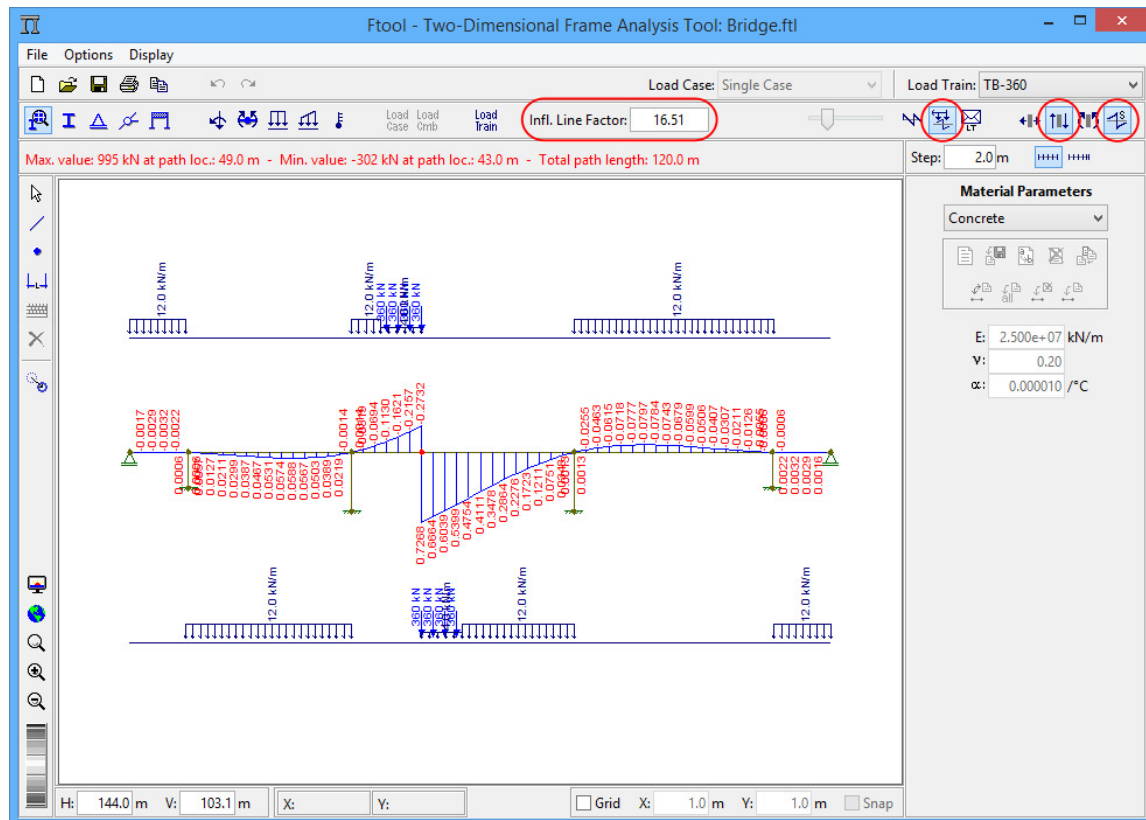 Ftool - Two-Dimensional Frame Analysis Tool: Bridge.ftl
File Options Display
Load Case: Single Case
Load Train: TB-360
Load Case
Load Cmb
Load Train
Infl. Line Factor: 16.51
LT
S
Max. value: 995 kN at path loc.: 49.0 m - Min. value: -302 kN at path loc.: 43.0 m - Total path length: 120.0 m
Step: 2.0 m
Material Parameters
Concrete
all
E: 2.500e+07 kN/m
ν: 0.20
α: 0.000010 /°C
12.0 kN/m
12.0 kN/m
360 kN
360 kN
360 kN
12.0 kN/m
-0.0017
-0.0029
-0.0032
-0.0022
-0.0014
-0.0694
-0.1130
-0.1621
-0.2157
-0.2732
-0.0255
-0.0463
-0.0615
-0.0718
-0.0777
-0.0797
-0.0784
-0.0743
-0.0679
-0.0599
-0.0506
-0.0407
-0.0307
-0.0211
-0.0126
-0.0006
0.0006
0.0127
0.0211
0.0299
0.0387
0.0467
0.0531
0.0574
0.0588
0.0567
0.0503
0.0389
0.0219
0.7268
0.6664
0.6039
0.5399
0.4754
0.4111
0.3478
0.2864
0.2276
0.1723
0.1211
0.0751
0.0013
0.0022
0.0032
0.0029
0.0016
12.0 kN/m
360 kN
360 kN
360 kN
12.0 kN/m
12.0 kN/m
H: 144.0 m V: 103.1 m X: Y: Grid X: 1.0 m Y: 1.0 m Snap